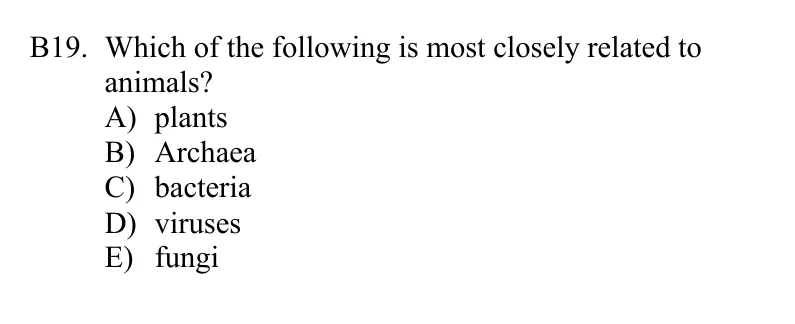 B19. Which of the following is most closely related to
animals?
A) plants
B) Archaea
C) bacteria
D) viruses
E) fungi